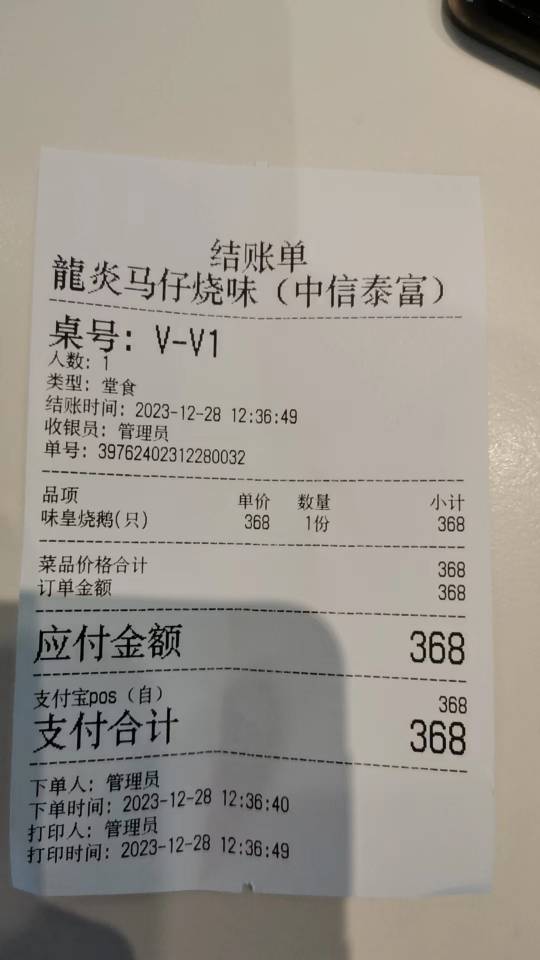 结账单
龍炎马仔烧味（中信泰富）
桌号: V-V1
人数: 1
类型: 堂食
结账时间: 2023-12-28 12:36:49
收银员: 管理员
单号: 39762402312280032
品项 单价 数量 小计
味皇烧鹅(只) 368 1份 368
菜品价格合计 368
订单金额 368
应付金额 368
支付宝pos（自） 368
支付合计 368
下单人: 管理员
下单时间: 2023-12-28 12:36:40
打印人: 管理员
打印时间: 2023-12-28 12:36:49